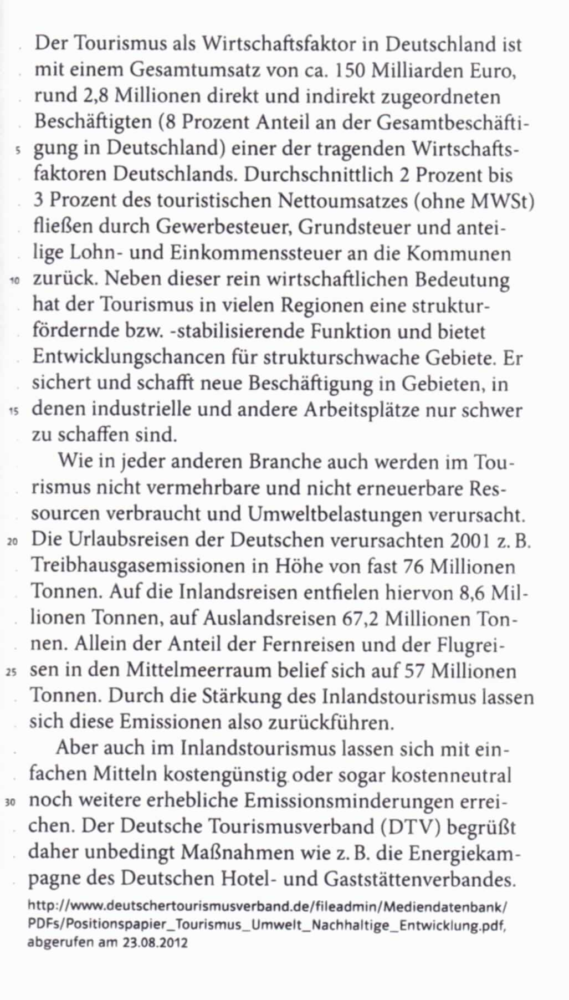 Der Tourismus als Wirtschaftsfaktor in Deutschland ist
mit einem Gesamtumsatz von ca. 150 Milliarden Euro,
rund 2,8 Millionen direkt und indirekt zugeordneten
Beschäftigten (8 Prozent Anteil an der Gesamtbeschäfti-
5 gung in Deutschland) einer der tragenden Wirtschafts-
faktoren Deutschlands. Durchschnittlich 2 Prozent bis
3 Prozent des touristischen Nettoumsatzes (ohne MWSt)
fließen durch Gewerbesteuer, Grundsteuer und antei-
lige Lohn- und Einkommenssteuer an die Kommunen
10 zurück. Neben dieser rein wirtschaftlichen Bedeutung
hat der Tourismus in vielen Regionen eine struktur-
fördernde bzw. -stabilisierende Funktion und bietet
Entwicklungschancen für strukturschwache Gebiete. Er
sichert und schafft neue Beschäftigung in Gebieten, in
15 denen industrielle und andere Arbeitsplätze nur schwer
zu schaffen sind.
Wie in jeder anderen Branche auch werden im Tou-
rismus nicht vermehrbare und nicht erneuerbare Res-
sourcen verbraucht und Umweltbelastungen verursacht.
20 Die Urlaubsreisen der Deutschen verursachten 2001 z. B.
Treibhausgasemissionen in Höhe von fast 76 Millionen
Tonnen. Auf die Inlandsreisen entfielen hiervon 8,6 Mil-
lionen Tonnen, auf Auslandsreisen 67,2 Millionen Ton-
nen. Allein der Anteil der Fernreisen und der Flugrei-
25 sen in den Mittelmeerraum belief sich auf 57 Millionen
Tonnen. Durch die Stärkung des Inlandstourismus lassen
sich diese Emissionen also zurückführen.
Aber auch im Inlandstourismus lassen sich mit ein-
fachen Mitteln kostengünstig oder sogar kostenneutral
30 noch weitere erhebliche Emissionsminderungen errei-
chen. Der Deutsche Tourismusverband (DTV) begrüßt
daher unbedingt Maßnahmen wie z. B. die Energiekam-
pagne des Deutschen Hotel- und Gaststättenverbandes.
http://www.deutschertourismusverband.de/fileadmin/Mediendatenbank/
PDFs/Positionspapier_Tourismus_Umwelt_Nachhaltige_Entwicklung.pdf,
abgerufen am 23.08.2012